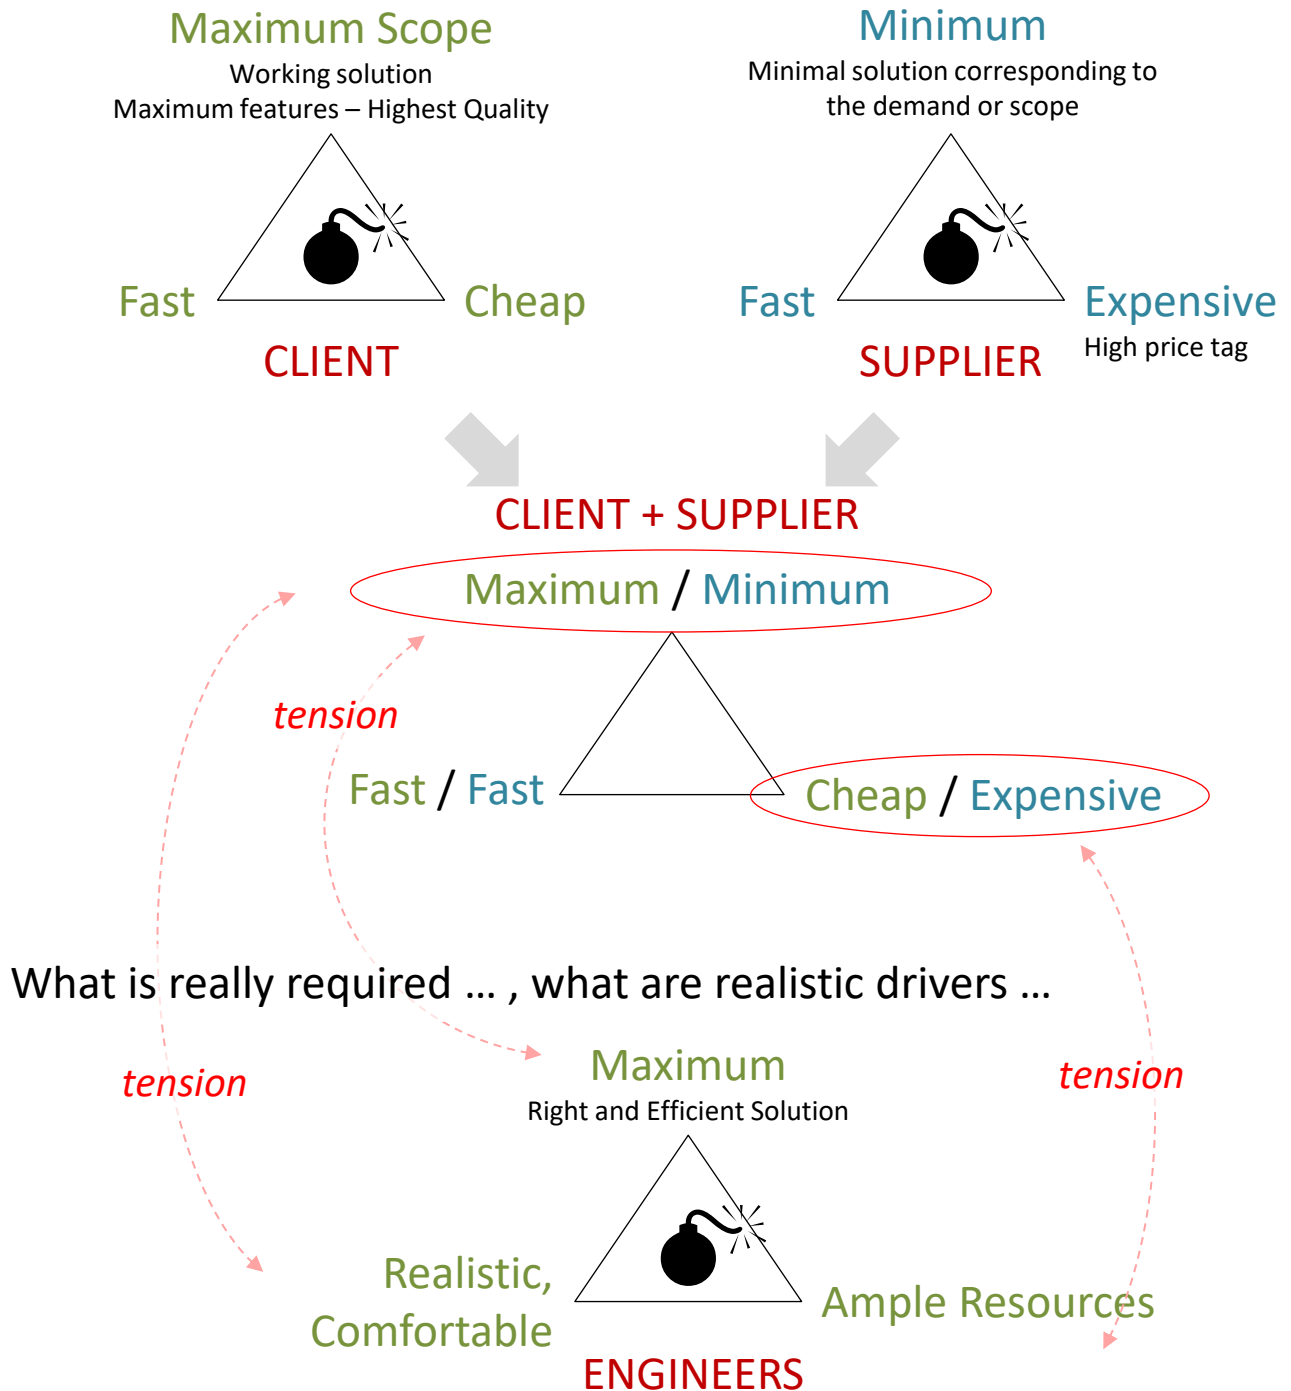 Maximum Scope
Working solution
Maximum features – Highest Quality
Fast
Cheap
CLIENT
Minimum
Minimal solution corresponding to
the demand or scope
Fast
Expensive
High price tag
SUPPLIER
CLIENT + SUPPLIER
Maximum / Minimum
tension
Fast / Fast
Cheap / Expensive
What is really required … , what are realistic drivers …
tension
tension
Maximum
Right and Efficient Solution
Realistic,
Comfortable
Ample Resources
ENGINEERS